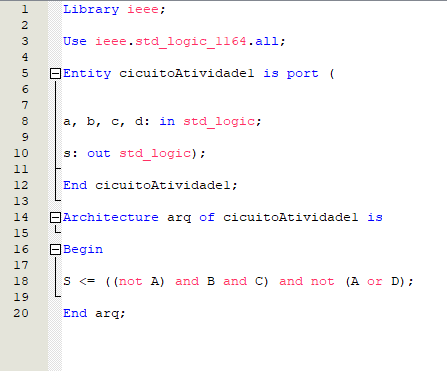 1 Library ieee;
2
3 Use ieee.std_logic_1164.all;
4
5 Entity cicuitoAtividade1 is port (
6
7
8 a, b, c, d: in std_logic;
9
10 s: out std_logic);
11
12 End cicuitoAtividade1;
13
14 Architecture arq of cicuitoAtividade1 is
15
16 Begin
17
18 S <= ((not A) and B and C) and not (A or D);
19
20 End arq;